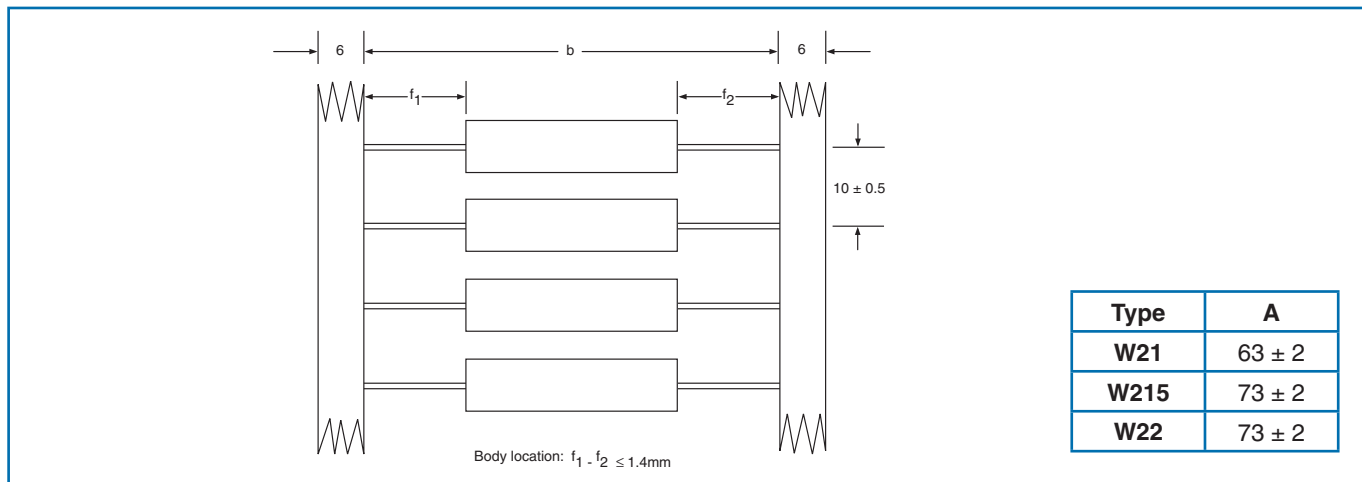 6 b 6
f1 f2
10 ± 0.5
Type A
W21 63 ± 2
W215 73 ± 2
W22 73 ± 2
Body location: f1 - f2 ≤ 1.4mm